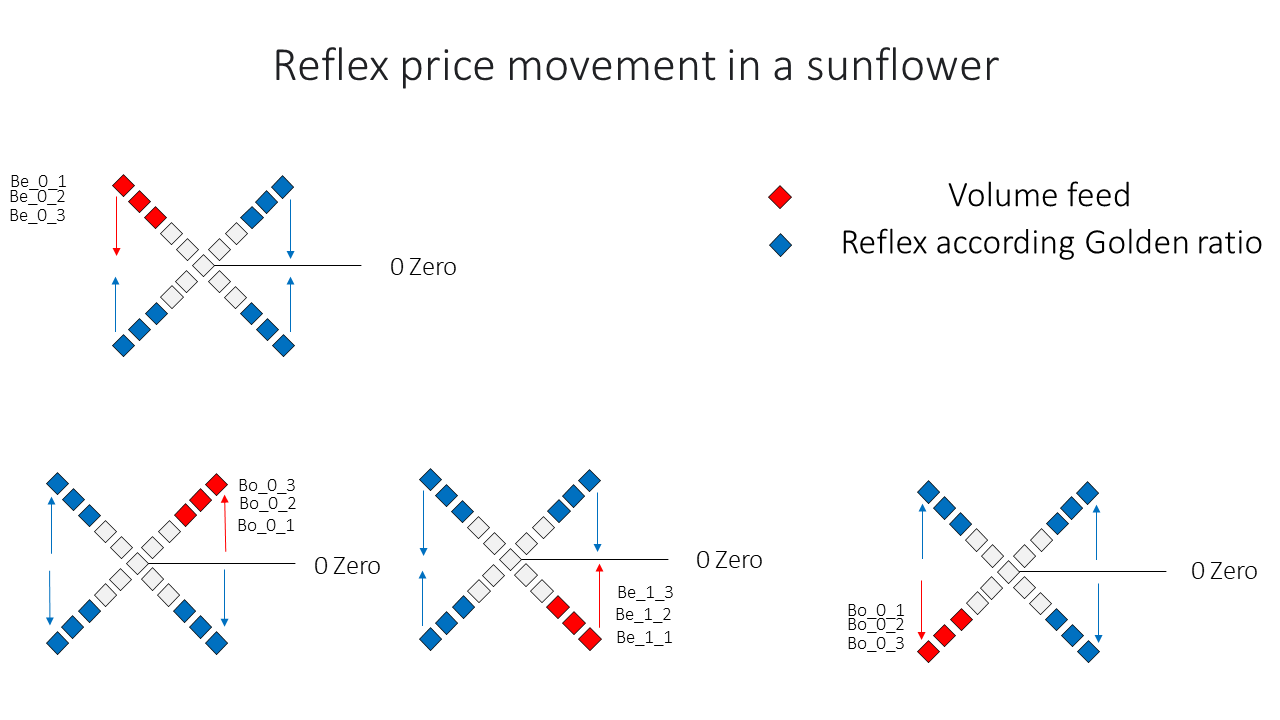 Reflex price movement in a sunflower
Be_0_1
Be_0_2
Be_0_3
0 Zero
Volume feed
Reflex according Golden ratio
Bo_0_3
Bo_0_2
Bo_0_1
0 Zero
0 Zero
Be_1_3
Be_1_2
Be_1_1
0 Zero
Bo_0_1
Bo_0_2
Bo_0_3